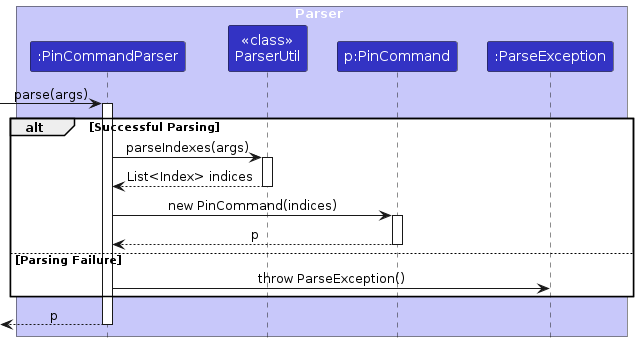 Parser
:PinCommandParser
«class»
ParserUtil
p:PinCommand
:ParseException
parse(args)
alt
[Successful Parsing]
parseIndexes(args)
List<Index> indices
new PinCommand(indices)
p
[Parsing Failure]
throw ParseException()
p